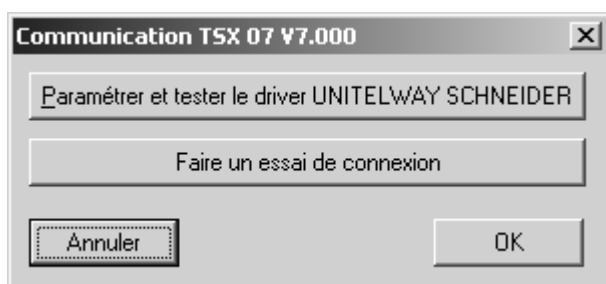 Communication TSX 07 V7.000
Paramétrer et tester le driver UNITELWAY SCHNEIDER
Faire un essai de connexion
Annuler OK